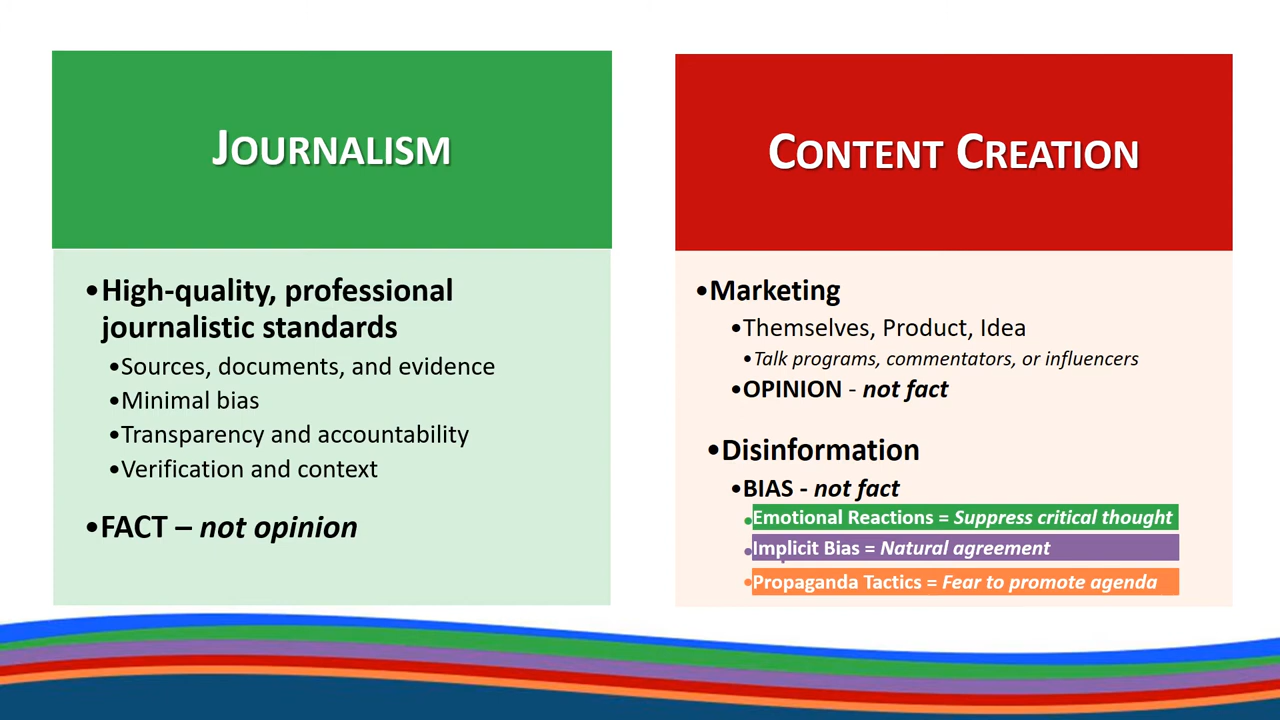 JOURNALISM
•High-quality, professional
journalistic standards
•Sources, documents, and evidence
•Minimal bias
•Transparency and accountability
•Verification and context
•FACT – not opinion
CONTENT CREATION
•Marketing
•Themselves, Product, Idea
•Talk programs, commentators, or influencers
•OPINION - not fact
•Disinformation
•BIAS - not fact
•Emotional Reactions = Suppress critical thought
•Implicit Bias = Natural agreement
•Propaganda Tactics = Fear to promote agenda